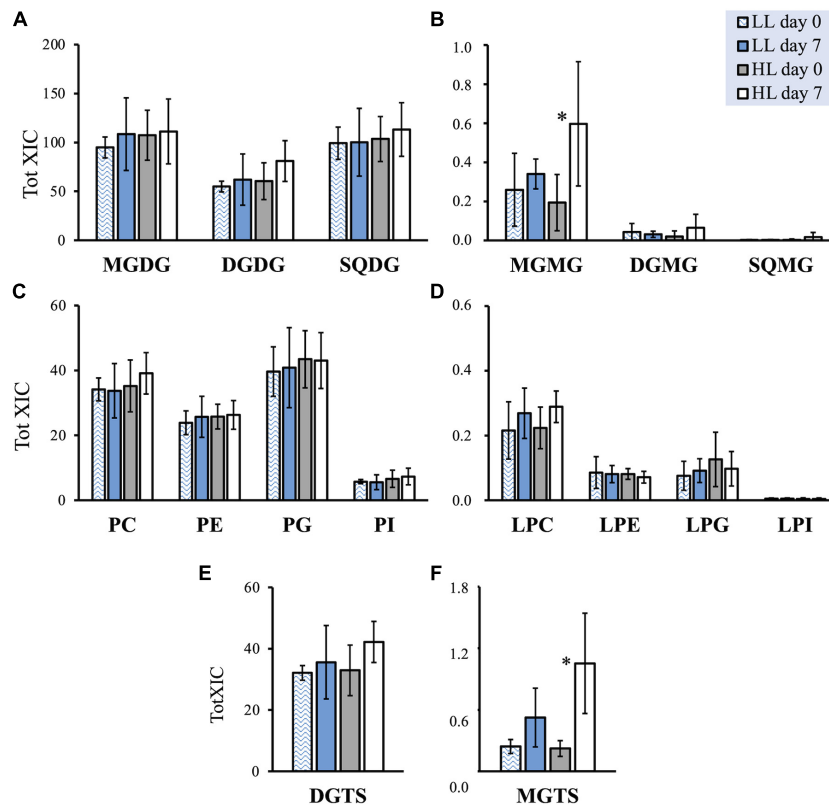 A
Tot XIC
200
150
100
50
0
MGDG DGDG SQDG
B
1.0
0.8
0.6
0.4
0.2
0.0
*
MGMG DGMG SQMG
LL day 0
LL day 7
HL day 0
HL day 7
C
Tot XIC
60
40
20
0
PC PE PG PI
D
0.6
0.4
0.2
0.0
LPC LPE LPG LPI
E
TotXIC
60
40
20
0
DGTS
F
1.8
1.2
0.6
0.0
*
MGTS